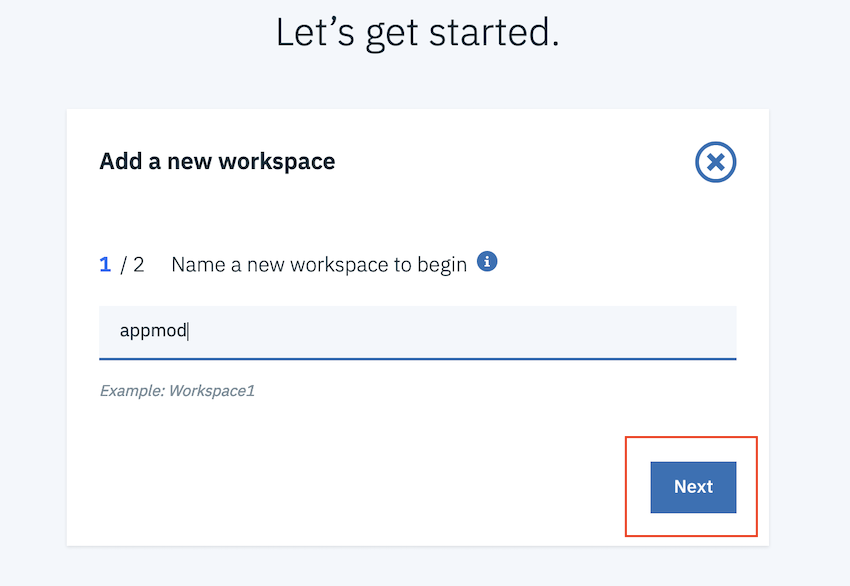 Let’s get started.
Add a new workspace
1 / 2 Name a new workspace to begin
appmod
Example: Workspace1
Next